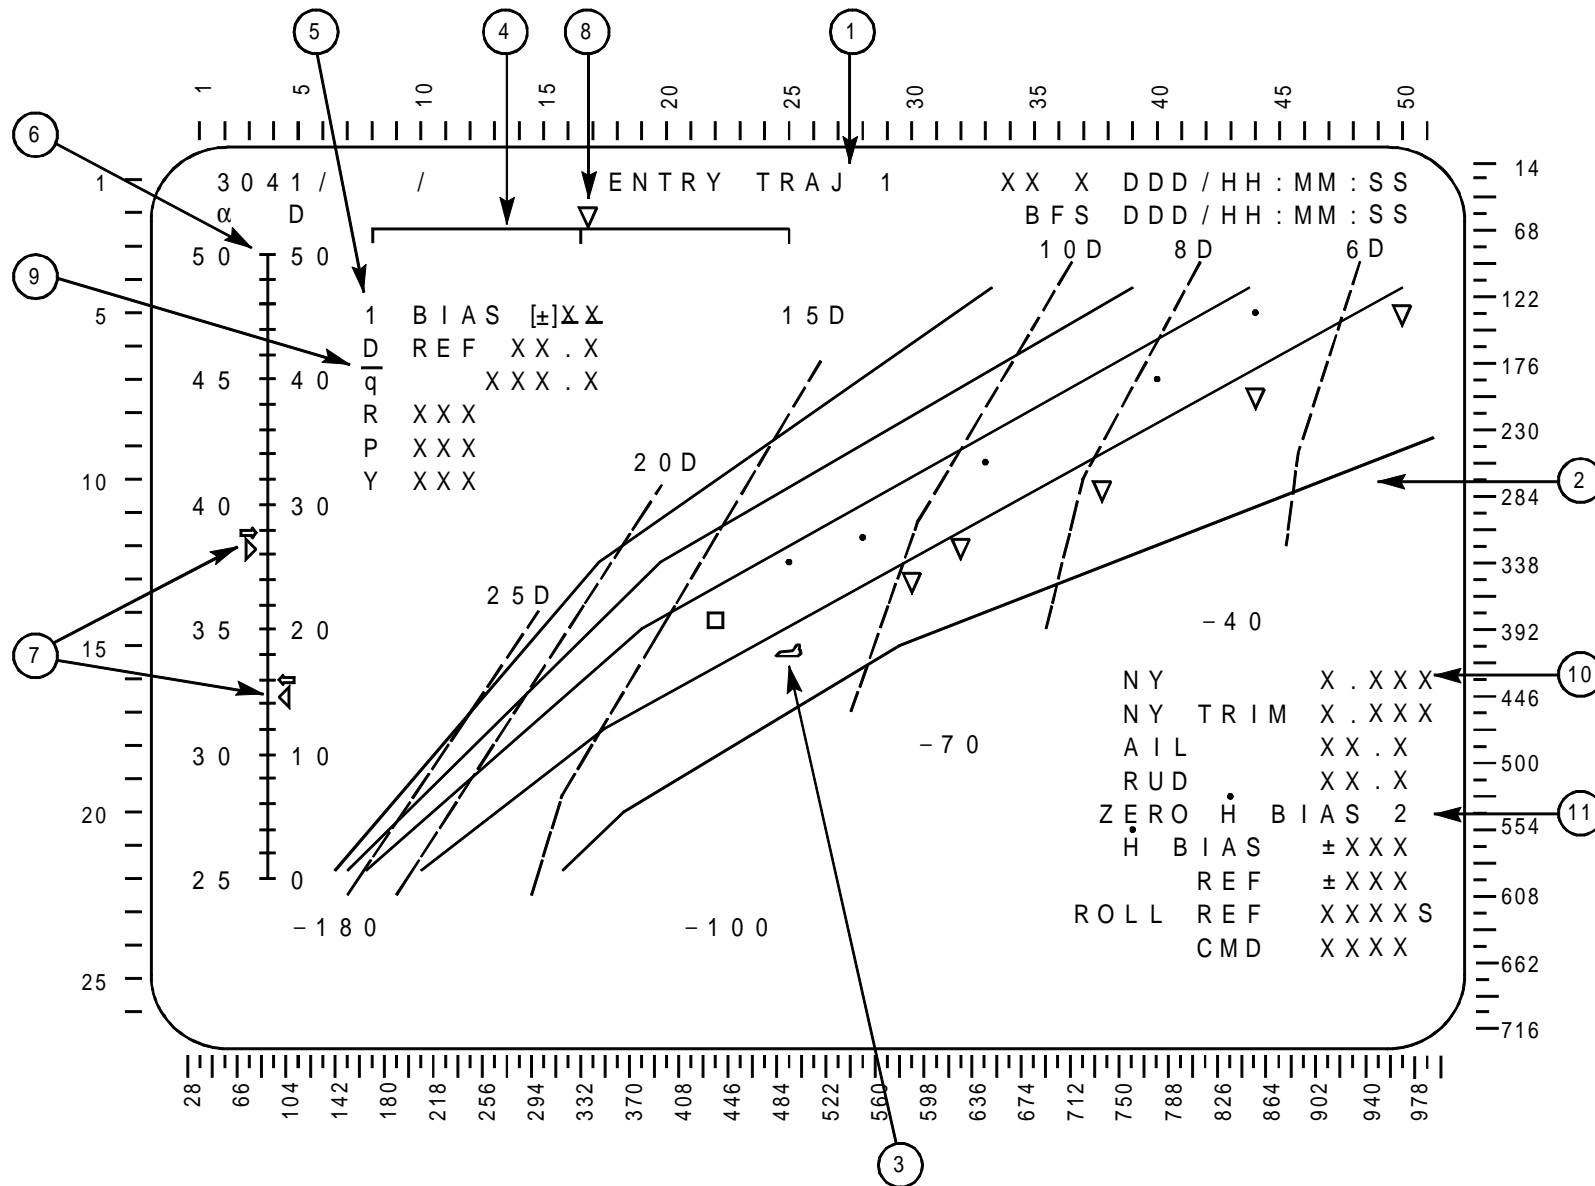 5 4 8 1
1 5 10 15 20 25 30 35 40 45 50
6
9
7
1 5 10 15 20 25
3041/ / ENTRY TRAJ 1 XX X DDD/HH:MM:SS
α D BFS DDD/HH:MM:SS
50 50
45 40
40 30
35 20
30 10
25 0
1 BIAS [±]XX
D REF XX.X
q̅ XXX.X
R XXX
P XXX
Y XXX
25D 20D 15D 10D 8D 6D
-180 -100 -70 -40
NY X.XXX
NY TRIM X.XXX
AIL XX.X
RUD XX.X
ZERO Ḣ BIAS 2
Ḣ BIAS ±XXX
REF ±XXX
ROLL REF XXXXS
CMD XXXX
14 68 122 176 230 284 338 392 446 500 554 608 662 716
2
10
11
28 66 104 142 180 218 256 294 332 370 408 446 484 522 560 598 636 674 712 750 788 826 864 902 940 978
3